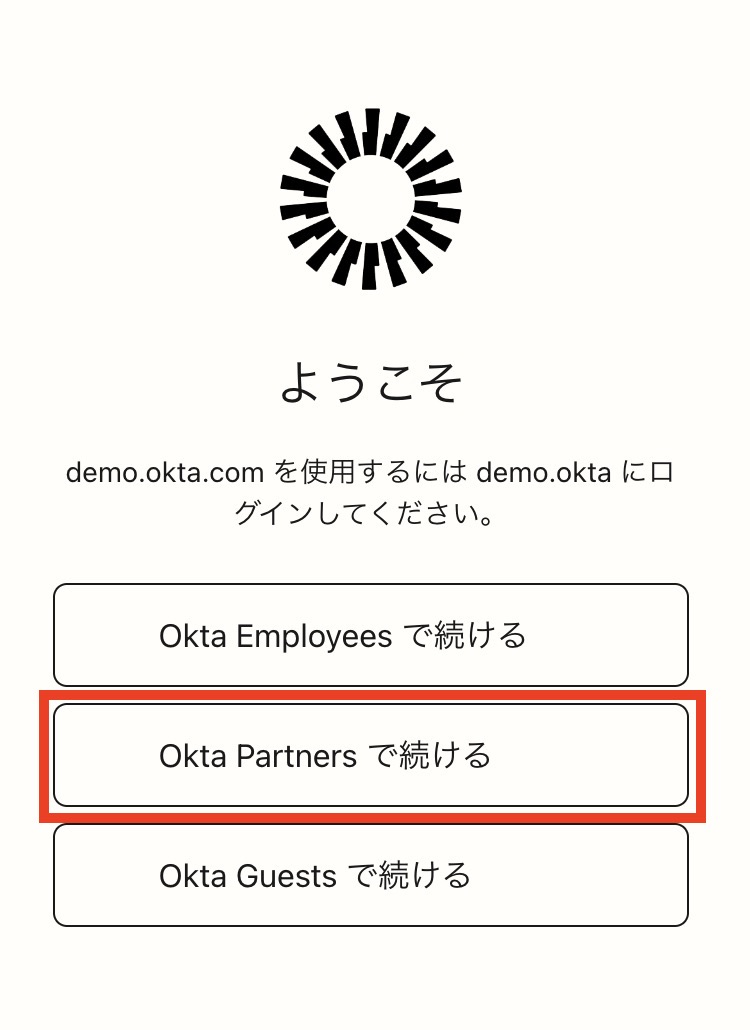 ようこそ
demo.okta.com を使用するには demo.okta にロ
グインしてください。
Okta Employees で続ける
Okta Partners で続ける
Okta Guests で続ける